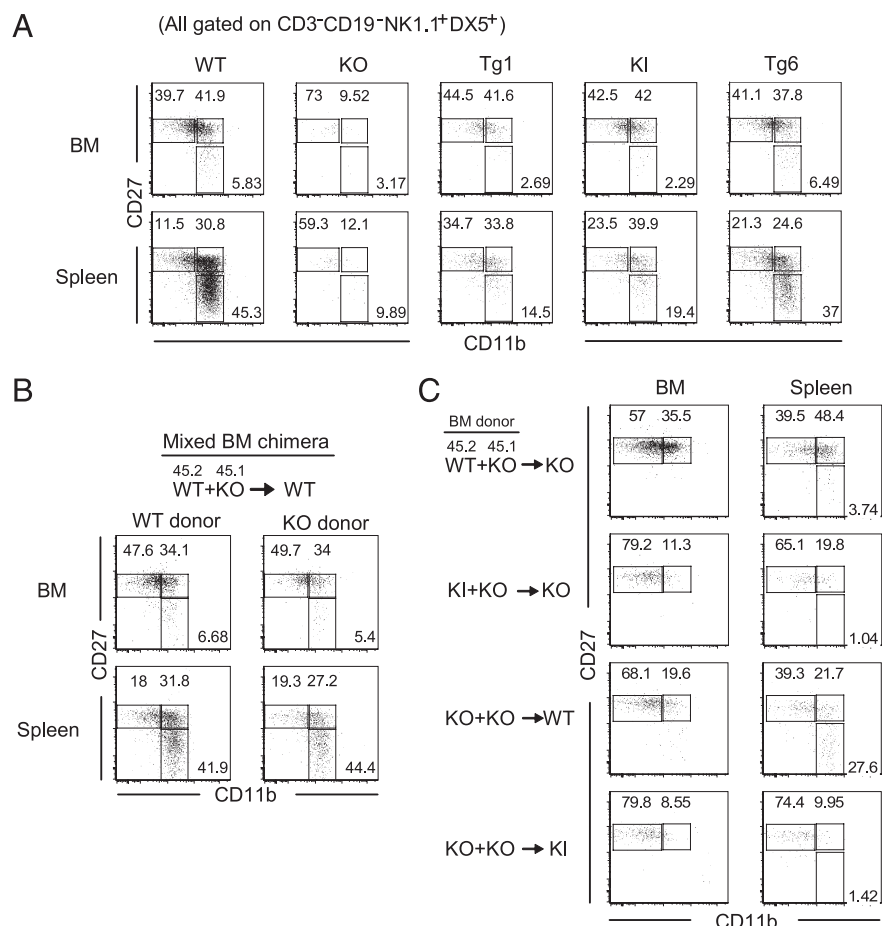 A
(All gated on CD3-CD19-NK1.1+DX5+)
WT KO Tg1 KI Tg6
BM
39.7 41.9 5.83
73 9.52 3.17
44.5 41.6 2.69
42.5 42 2.29
41.1 37.8 6.49
CD27
Spleen
11.5 30.8 45.3
59.3 12.1 9.89
34.7 33.8 14.5
23.5 39.9 19.4
21.3 24.6 37
CD11b
B
Mixed BM chimera
45.2 45.1
WT+KO → WT
WT donor KO donor
BM
47.6 34.1 6.68
49.7 34 5.4
CD27
Spleen
18 31.8 41.9
19.3 27.2 44.4
CD11b
C
BM Spleen
BM donor
45.2 45.1
WT+KO → KO
57 35.5
39.5 48.4 3.74
KI+KO → KO
79.2 11.3
65.1 19.8 1.04
CD27
KO+KO → WT
68.1 19.6
39.3 21.7 27.6
KO+KO → KI
79.8 8.55
74.4 9.95 1.42
CD11b